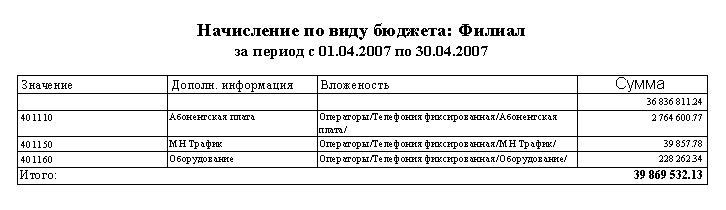 Начисление по виду бюджета: Филиал
за период с 01.04.2007 по 30.04.2007
Значение Дополн. информация Вложеность Сумма
36 836 811.24
401110 Абонентская плата Операторы/Телефония фиксированная/Абонентская плата/ 2 764 600.77
401150 МН Трафик Операторы/Телефония фиксированная/МН Трафик/ 39 857.78
401160 Оборудование Операторы/Телефония фиксированная/Оборудование/ 228 262.34
Итого: 39 869 532.13